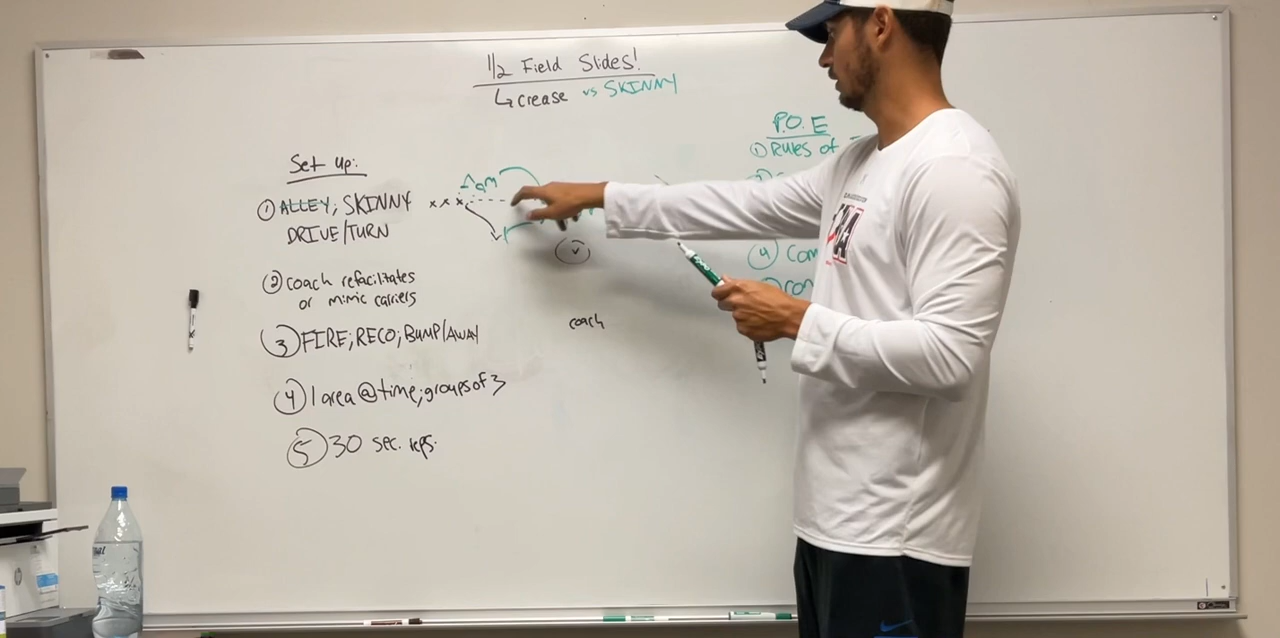 1/2 Field Slides!
↳ crease vs SKINNY
Set up:
① ALLEY; SKINNY
DRIVE/TURN
② coach refacilitates
or mimic carriers
③ FIRE; RECO; BUMP/AWAY
④ 1 area @ time; groups of 3
⑤ 30 sec. reps.
x x x
coach
P.O.E
① RULES of
④ Com